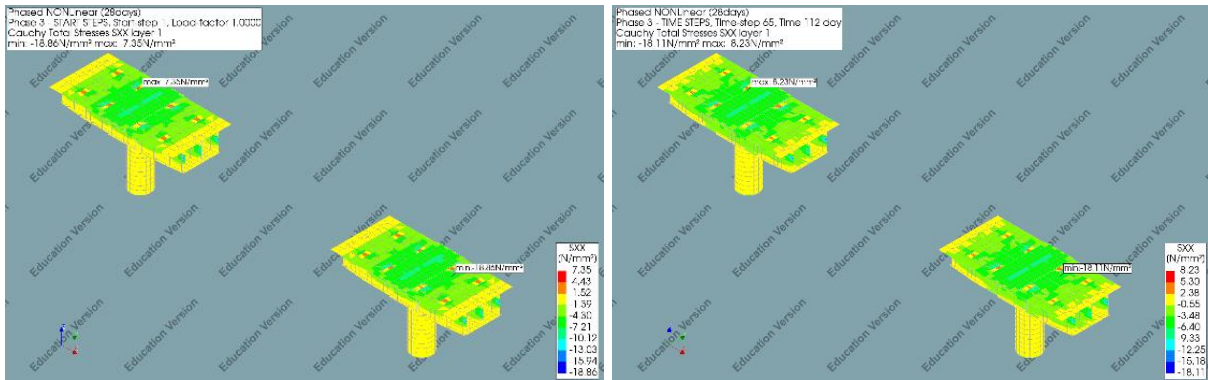 Phased NONLinear (28days)
Phase 3 - START STEPS, Start-step 1, Load-factor 1.0000
Cauchy Total Stresses SXX layer 1
min: -18.86N/mm² max: 7.35N/mm²
max: 7.35N/mm²
min:-18.86N/mm²
SXX
(N/mm²)
7.35
4.43
1.52
-1.39
-4.30
-7.21
-10.12
-13.03
-15.94
-18.86
Education Version
Phased NONLinear (28days)
Phase 3 - TIME STEPS, Time-step 65, Time 112 day
Cauchy Total Stresses SXX layer 1
min: -18.11N/mm² max: 8.23N/mm²
max: 8.23N/mm²
min:-18.11N/mm²
SXX
(N/mm²)
8.23
5.30
2.38
-0.55
-3.48
-6.40
-9.33
-12.25
-15.18
-18.11
Education Version